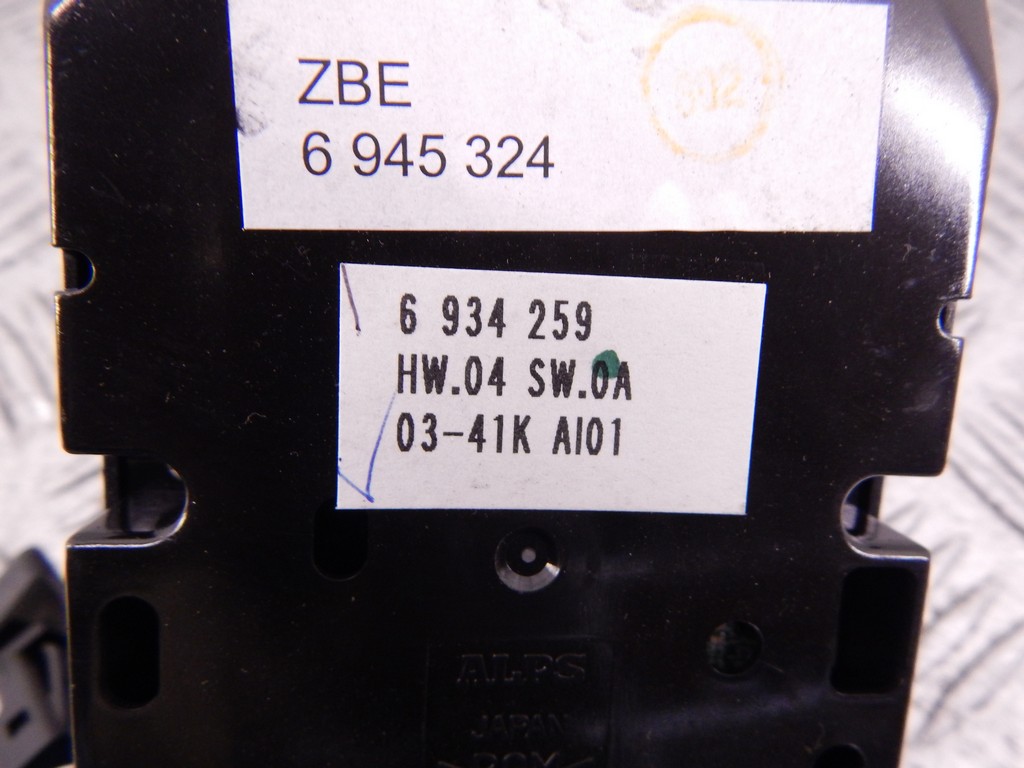 ZBE
6 945 324
6 934 259
HW.04 SW.0A
03-41K AI01
ALPS
JAPAN